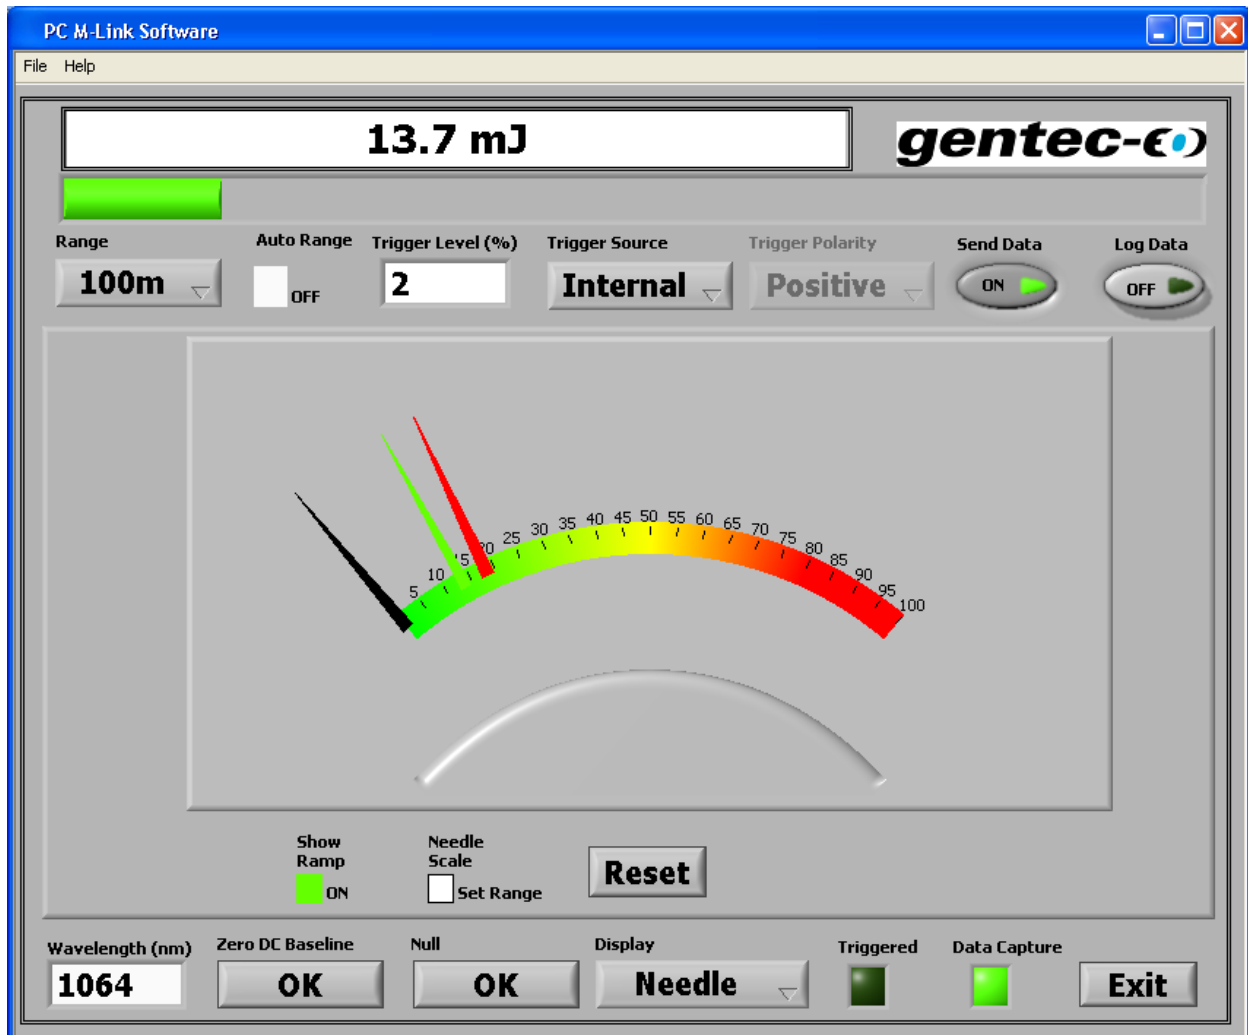 PC M-Link Software
File Help
13.7 mJ
gentec-eo
Range
Auto Range
Trigger Level (%)
Trigger Source
Trigger Polarity
Send Data
Log Data
100m
OFF
2
Internal
Positive
ON
OFF
5 10 15 20 25 30 35 40 45 50 55 60 65 70 75 80 85 90 95 100
Show
Ramp
ON
Needle
Scale
Set Range
Reset
Wavelength (nm)
Zero DC Baseline
Null
Display
Triggered
Data Capture
1064
OK
OK
Needle
Exit